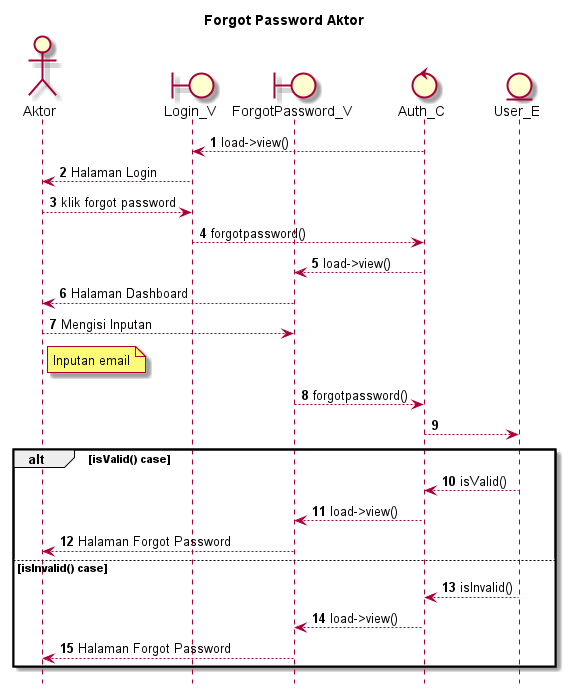 Forgot Password Aktor
Aktor Login_V ForgotPassword_V Auth_C User_E
1 load->view()
2 Halaman Login
3 klik forgot password
4 forgotpassword()
5 load->view()
6 Halaman Dashboard
7 Mengisi Inputan
Inputan email
8 forgotpassword()
9
alt [isValid() case]
10 isValid()
11 load->view()
12 Halaman Forgot Password
[isInvalid() case]
13 isInvalid()
14 load->view()
15 Halaman Forgot Password